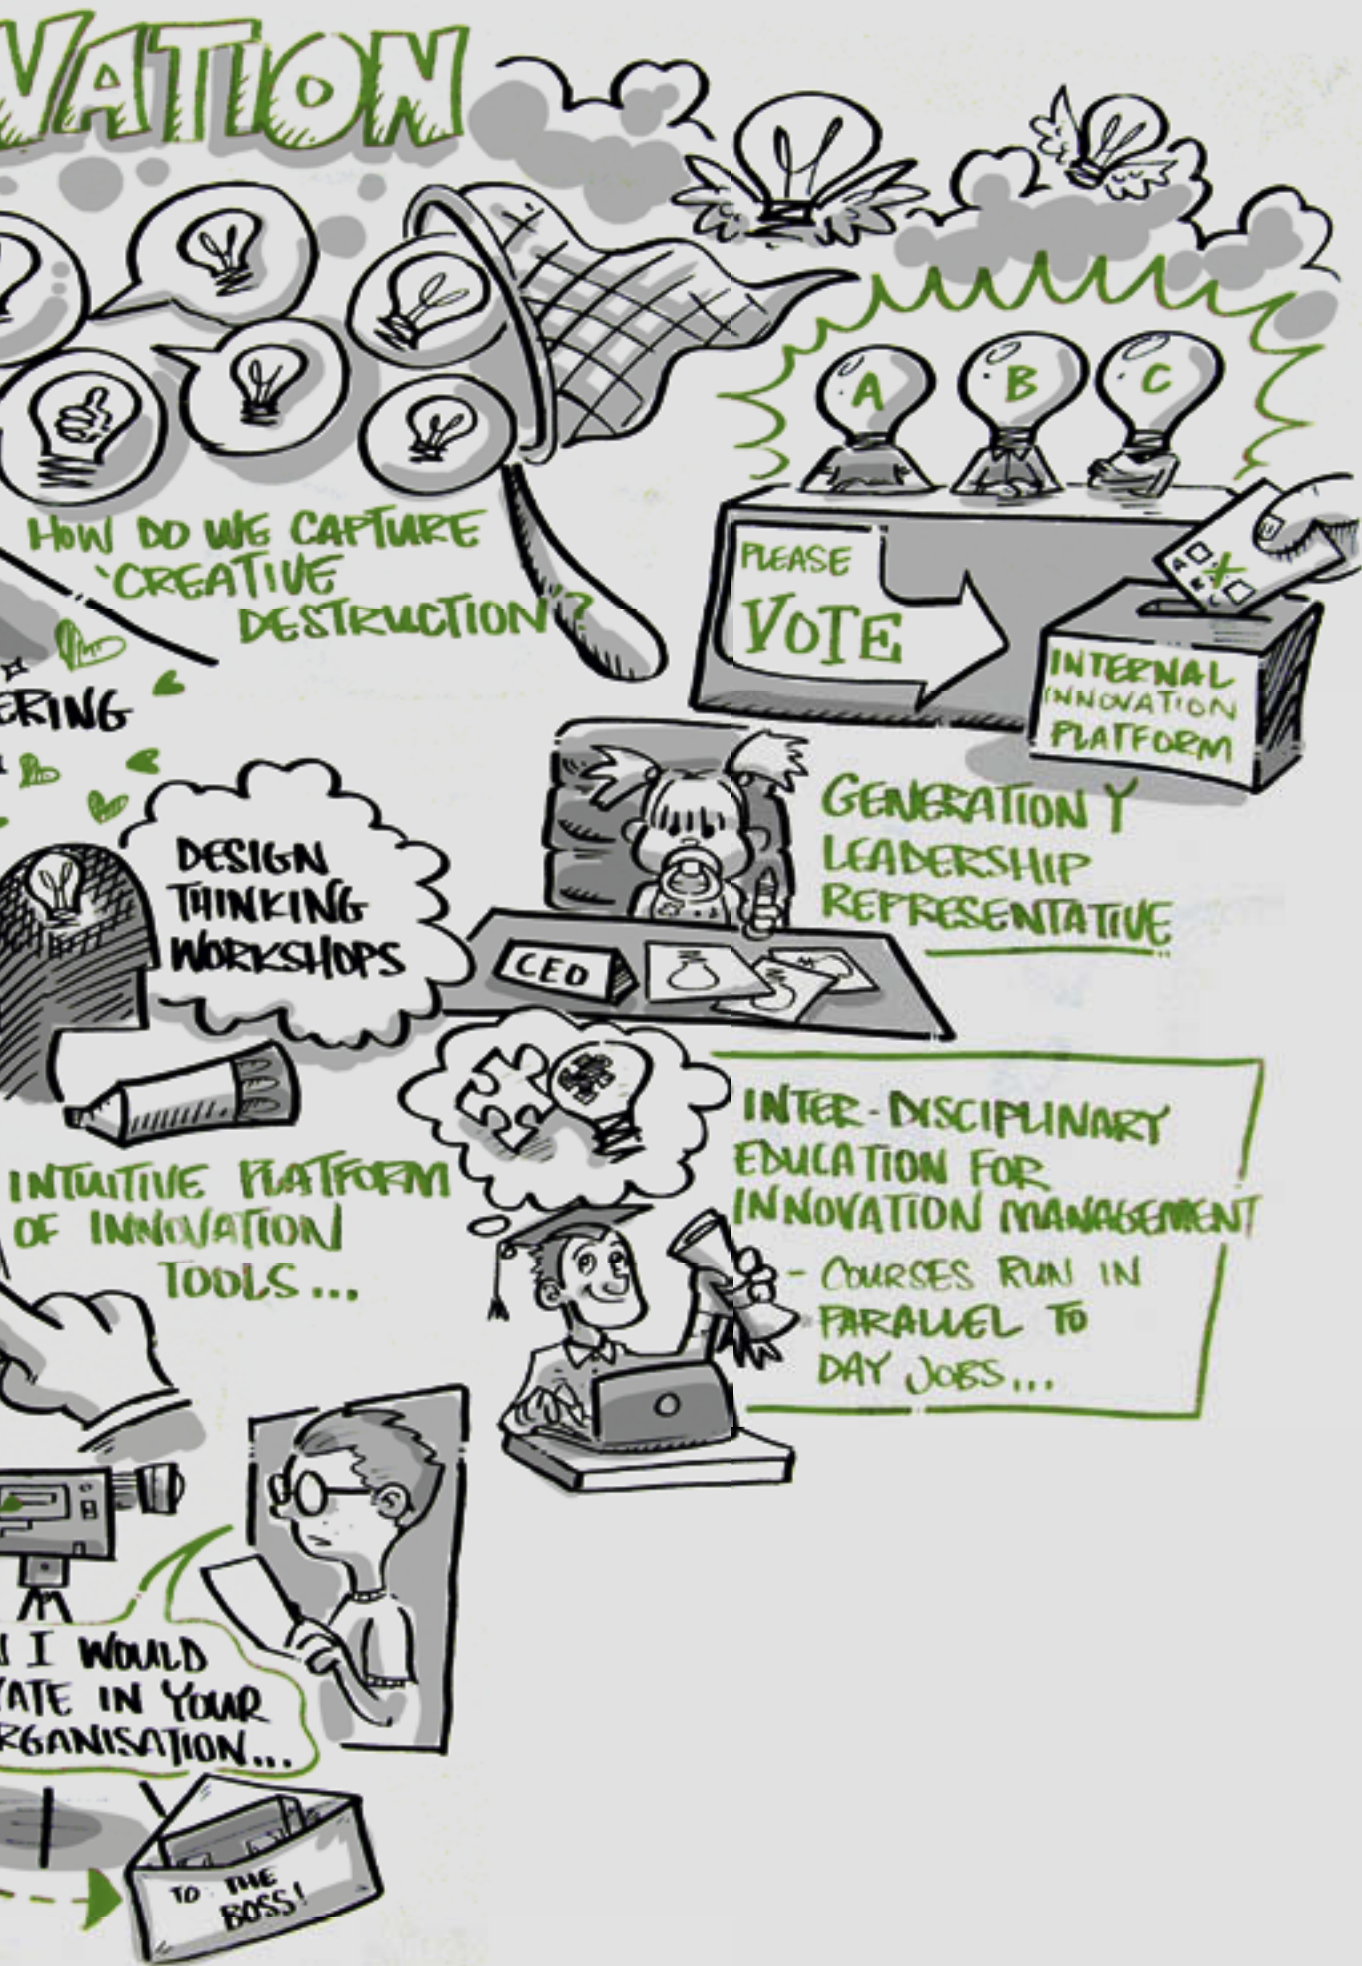 VATION
A
B
C
HOW DO WE CAPTURE
'CREATIVE
DESTRUCTION'?
PLEASE
VOTE
A
B
C
INTERNAL
INNOVATION
PLATFORM
ERING
GENERATION Y
LEADERSHIP
REPRESENTATIVE
DESIGN
THINKING
WORKSHOPS
CEO
INTER-DISCIPLINARY
EDUCATION FOR
INNOVATION MANAGEMENT
- COURSES RUN IN
PARALLEL TO
DAY JOBS...
INTUITIVE PLATFORM
OF INNOVATION
TOOLS...
I WOULD
ATE IN YOUR
RGANISATION...
TO THE
BOSS!